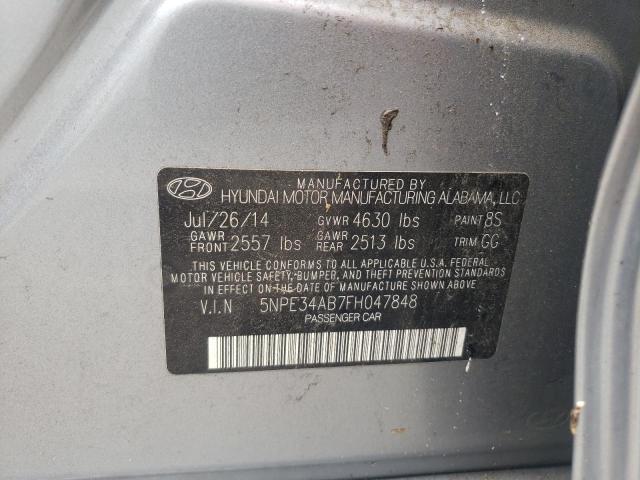 MANUFACTURED BY
HYUNDAI MOTOR MANUFACTURING ALABAMA, LLC
Jul/26/14 GVWR 4630 lbs PAINT 8S
GAWR FRONT 2557 lbs GAWR REAR 2513 lbs TRIM GG
THIS VEHICLE CONFORMS TO ALL APPLICABLE U.S.A. FEDERAL
MOTOR VEHICLE SAFETY, BUMPER, AND THEFT PREVENTION STANDARDS
IN EFFECT ON THE DATE OF MANUFACTURE SHOWN ABOVE.
V.I.N 5NPE34AB7FH047848
PASSENGER CAR